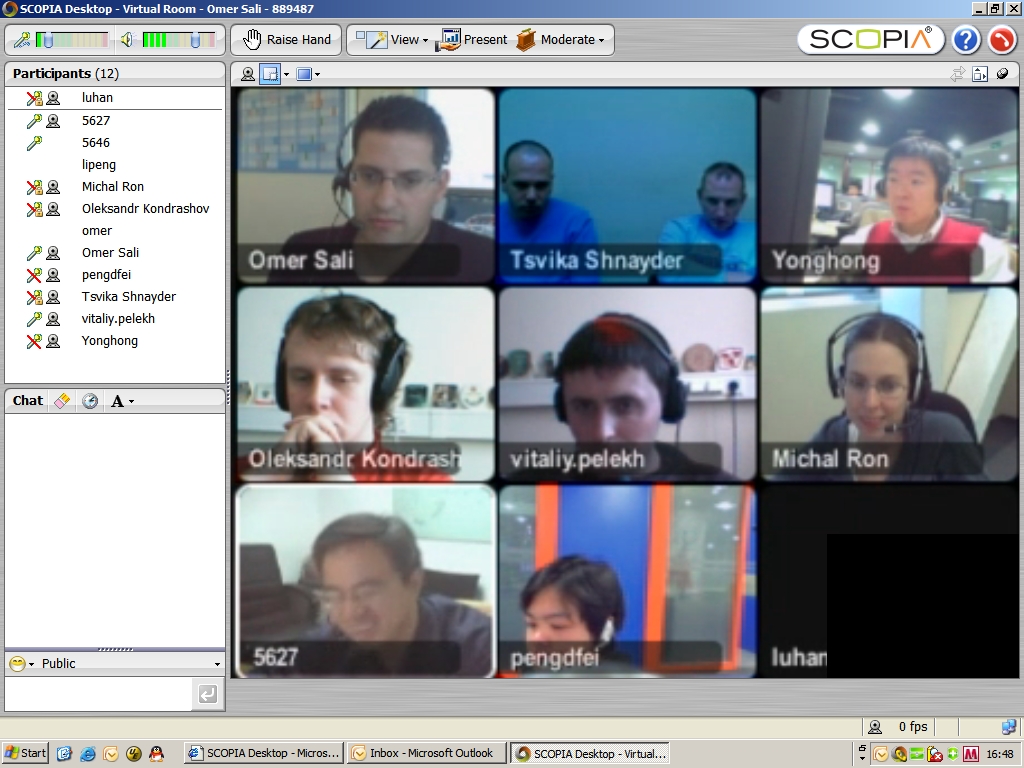 SCOPIA Desktop - Virtual Room - Omer Sali - 889487
Raise Hand
View
Present
Moderate
SCOPIA
Participants (12)
luhan
5627
5646
lipeng
Michal Ron
Oleksandr Kondrashov
omer
Omer Sali
pengdfei
Tsvika Shnayder
vitaliy.pelekh
Yonghong
Chat
A
Public
Omer Sali
Tsvika Shnayder
Yonghong
Oleksandr Kondrash
vitaliy.pelekh
Michal Ron
5627
pengdfei
luhan
0 fps
Start
SCOPIA Desktop - Micros...
Inbox - Microsoft Outlook
SCOPIA Desktop - Virtual...
16:48